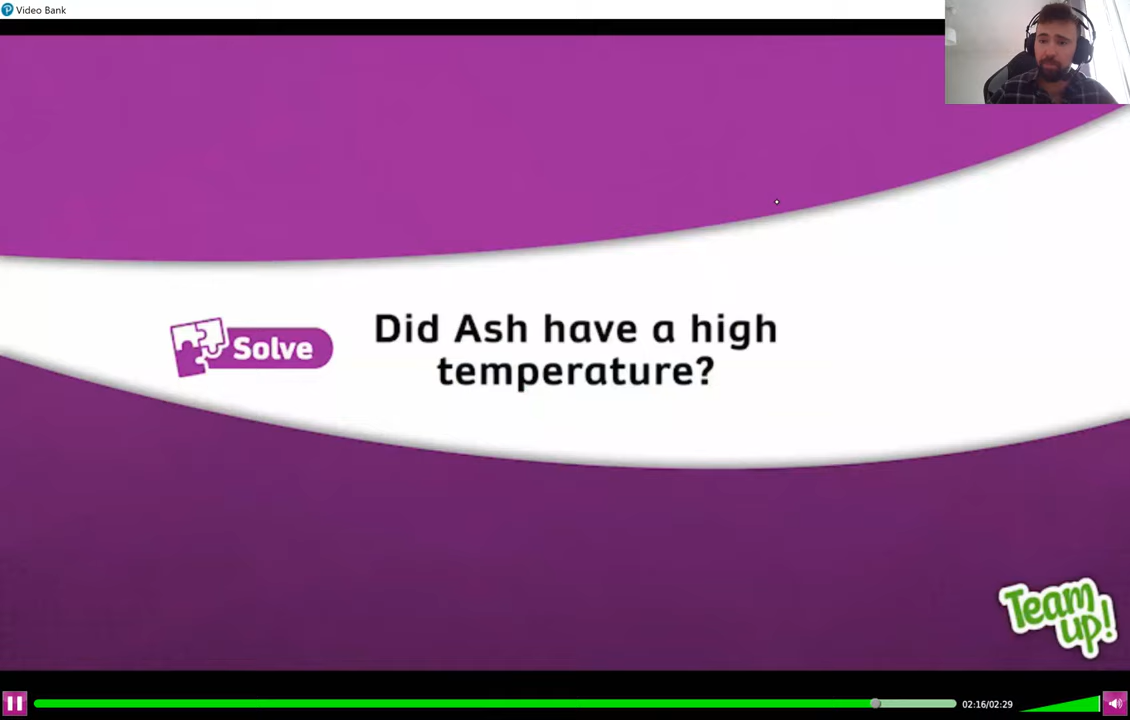 Video Bank
Solve
Did Ash have a high
temperature?
Team
up!
02:16/02:29